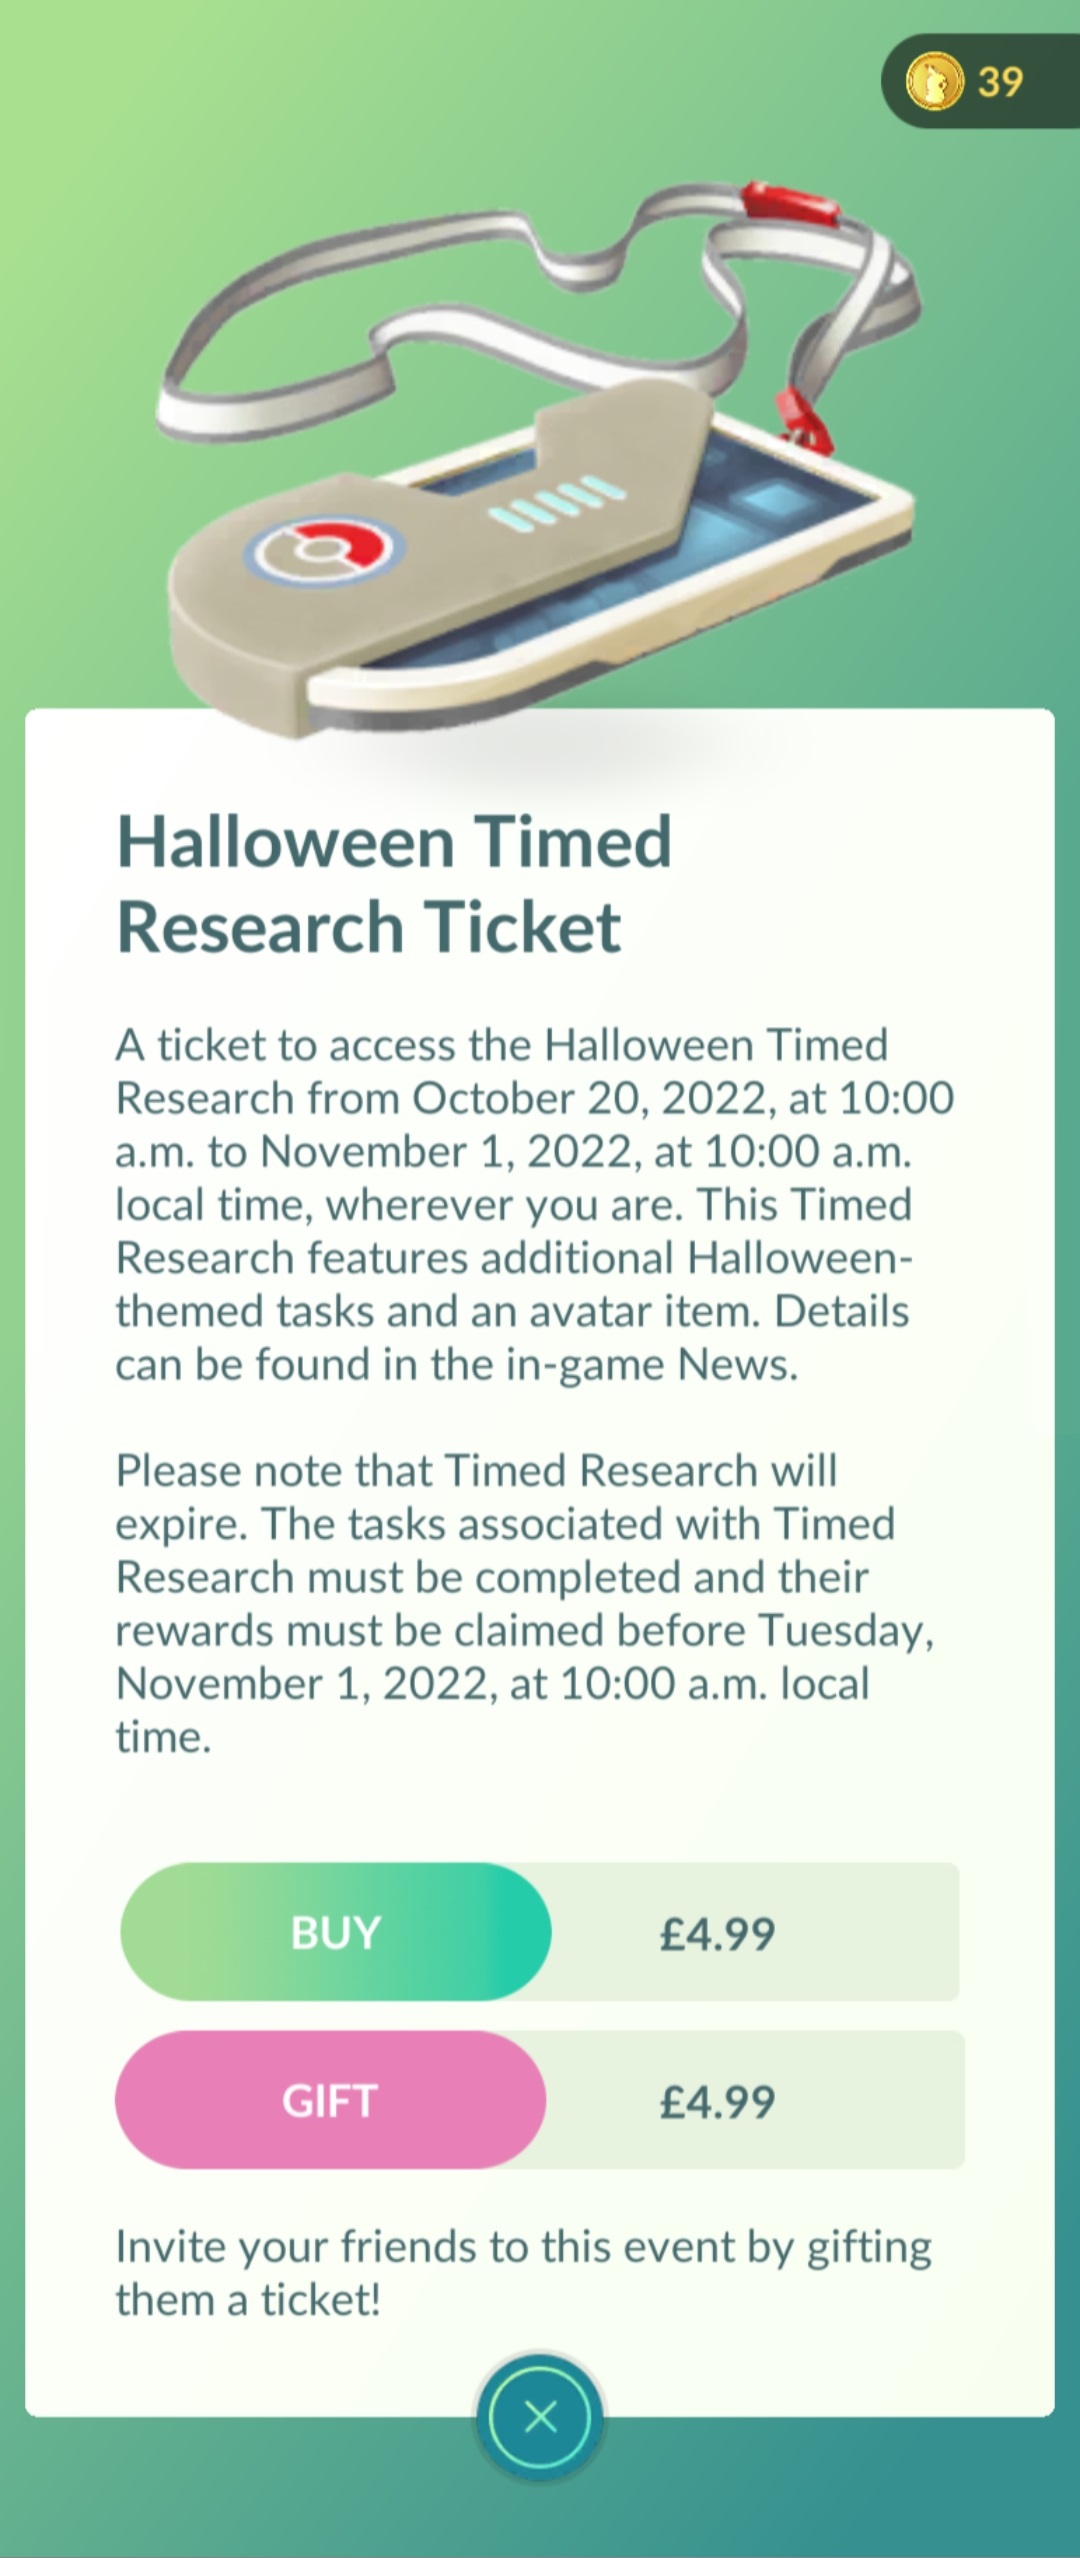 39
Halloween Timed
Research Ticket
A ticket to access the Halloween Timed
Research from October 20, 2022, at 10:00
a.m. to November 1, 2022, at 10:00 a.m.
local time, wherever you are. This Timed
Research features additional Halloween-
themed tasks and an avatar item. Details
can be found in the in-game News.
Please note that Timed Research will
expire. The tasks associated with Timed
Research must be completed and their
rewards must be claimed before Tuesday,
November 1, 2022, at 10:00 a.m. local
time.
BUY £4.99
GIFT £4.99
Invite your friends to this event by gifting
them a ticket!